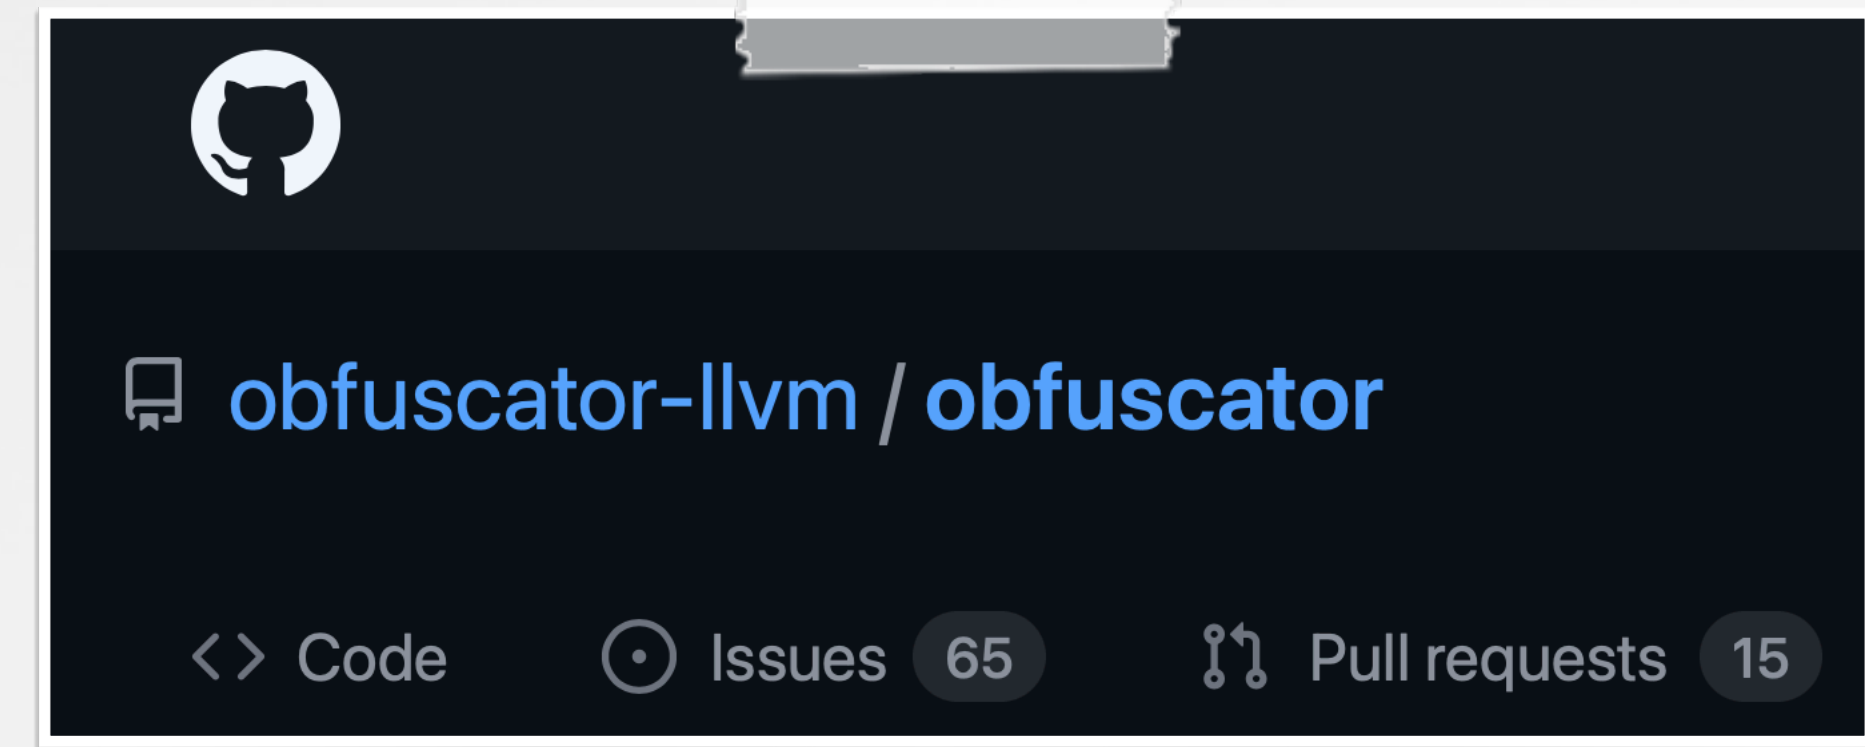 obfuscator-llvm / obfuscator
Code Issues 65 Pull requests 15